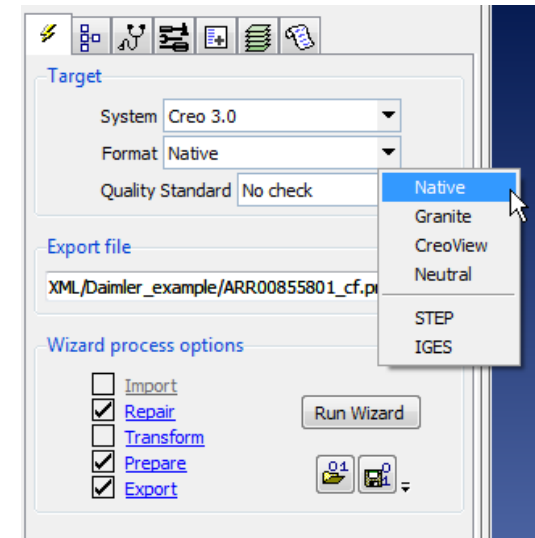 Target
System Creo 3.0
Format Native
Quality Standard No check
Native
Granite
CreoView
Neutral
STEP
IGES
Export file
XML/Daimler_example/ARR00855801_cf.p
Wizard process options
Import
Repair
Transform
Prepare
Export
Run Wizard